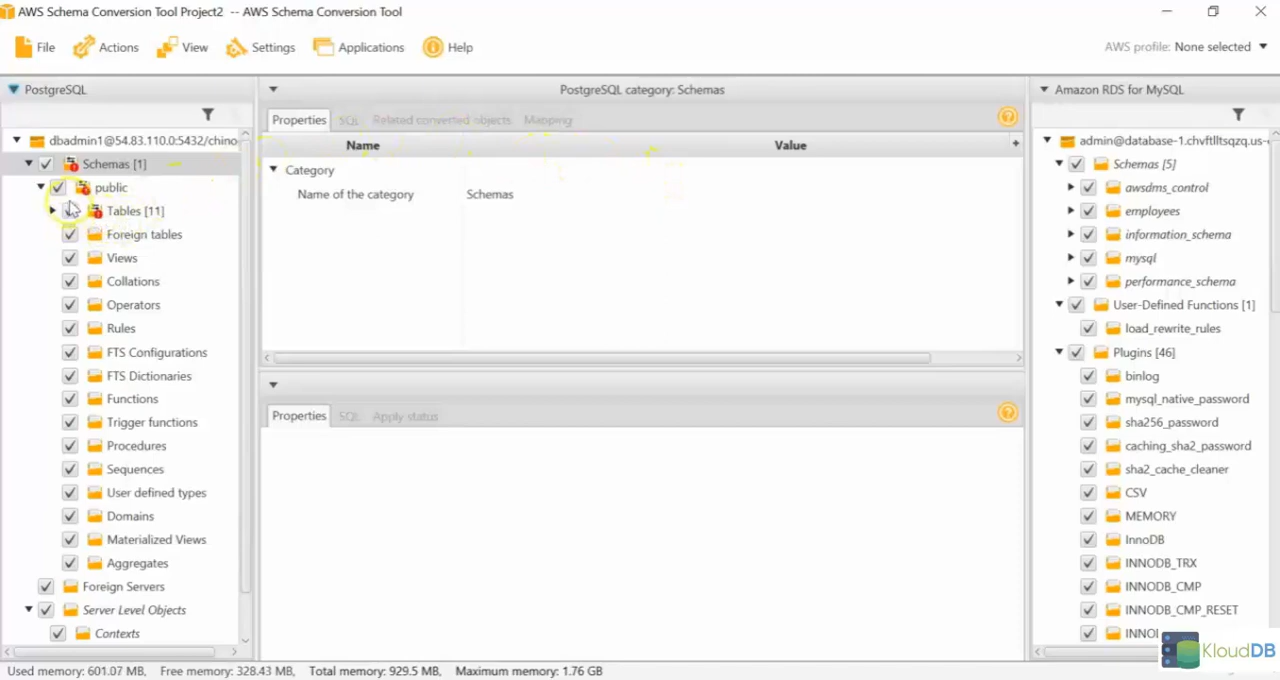 AWS Schema Conversion Tool Project2 -- AWS Schema Conversion Tool
File Actions View Settings Applications Help
AWS profile: None selected
PostgreSQL
dbadmin1@54.83.110.0:5432/chino
Schemas [1]
public
Tables [11]
Foreign tables
Views
Collations
Operators
Rules
FTS Configurations
FTS Dictionaries
Functions
Trigger functions
Procedures
Sequences
User defined types
Domains
Materialized Views
Aggregates
Foreign Servers
Server Level Objects
Contexts
PostgreSQL category: Schemas
Properties SQL Related converted objects Mapping
Name Value
Category
Name of the category Schemas
Properties SQL Apply status
Amazon RDS for MySQL
admin@database-1.chvftlltsqzq.us-
Schemas [5]
awsdms_control
employees
information_schema
mysql
performance_schema
User-Defined Functions [1]
load_rewrite_rules
Plugins [46]
binlog
mysql_native_password
sha256_password
caching_sha2_password
sha2_cache_cleaner
CSV
MEMORY
InnoDB
INNODB_TRX
INNODB_CMP
INNODB_CMP_RESET
KloudDB
Used memory: 601.07 MB, Free memory: 328.43 MB, Total memory: 929.5 MB, Maximum memory: 1.76 GB